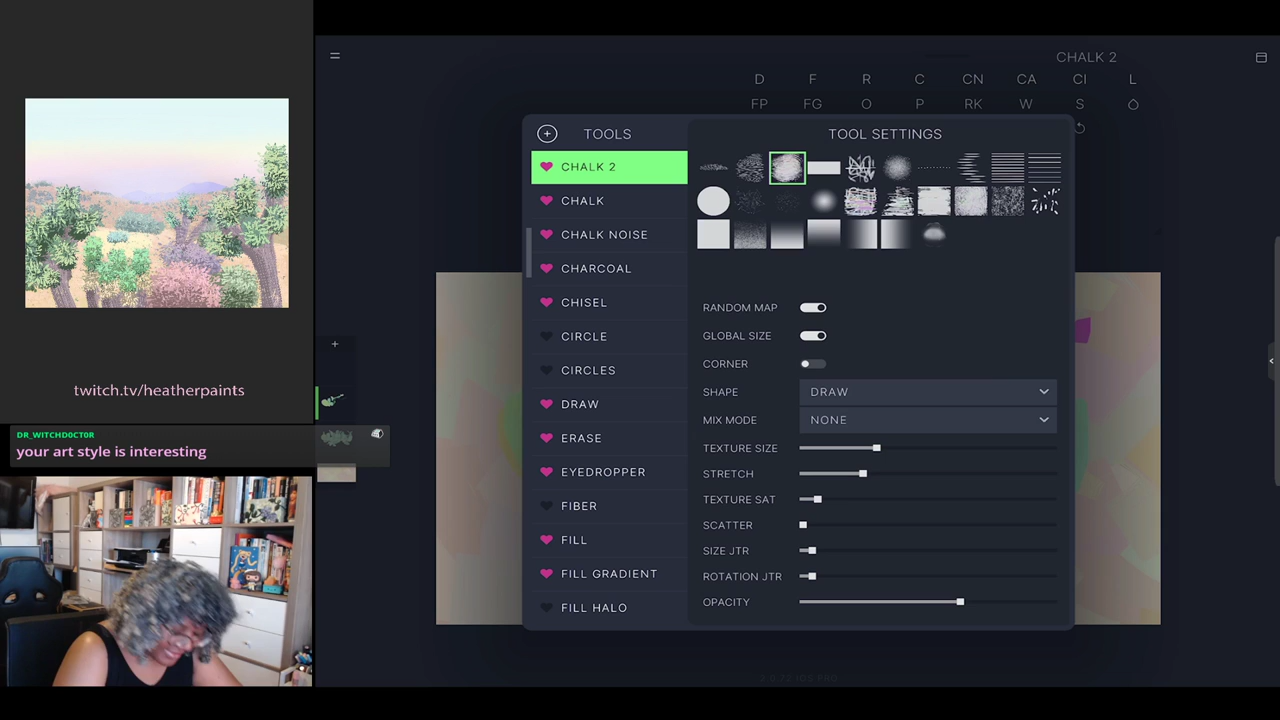 CHALK 2
D F R C CN CA CI L
FP FG O P RK W S
TOOLS
CHALK 2
CHALK
CHALK NOISE
CHARCOAL
CHISEL
CIRCLE
CIRCLES
DRAW
ERASE
EYEDROPPER
FIBER
FILL
FILL GRADIENT
FILL HALO
TOOL SETTINGS
RANDOM MAP
GLOBAL SIZE
CORNER
SHAPE DRAW
MIX MODE NONE
TEXTURE SIZE
STRETCH
TEXTURE SAT
SCATTER
SIZE JTR
ROTATION JTR
OPACITY
twitch.tv/heatherpaints
DR_WITCHD0CT0R
your art style is interesting